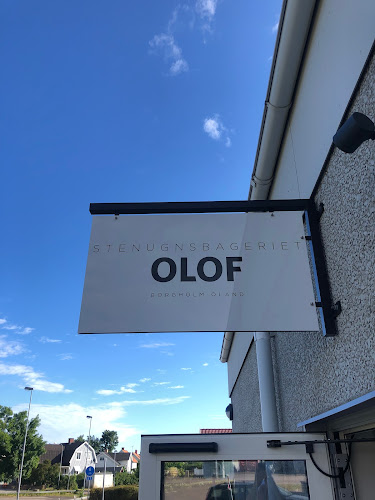 STENUGNSBAGERIET
OLOF
BORGHOLM ÖLAND